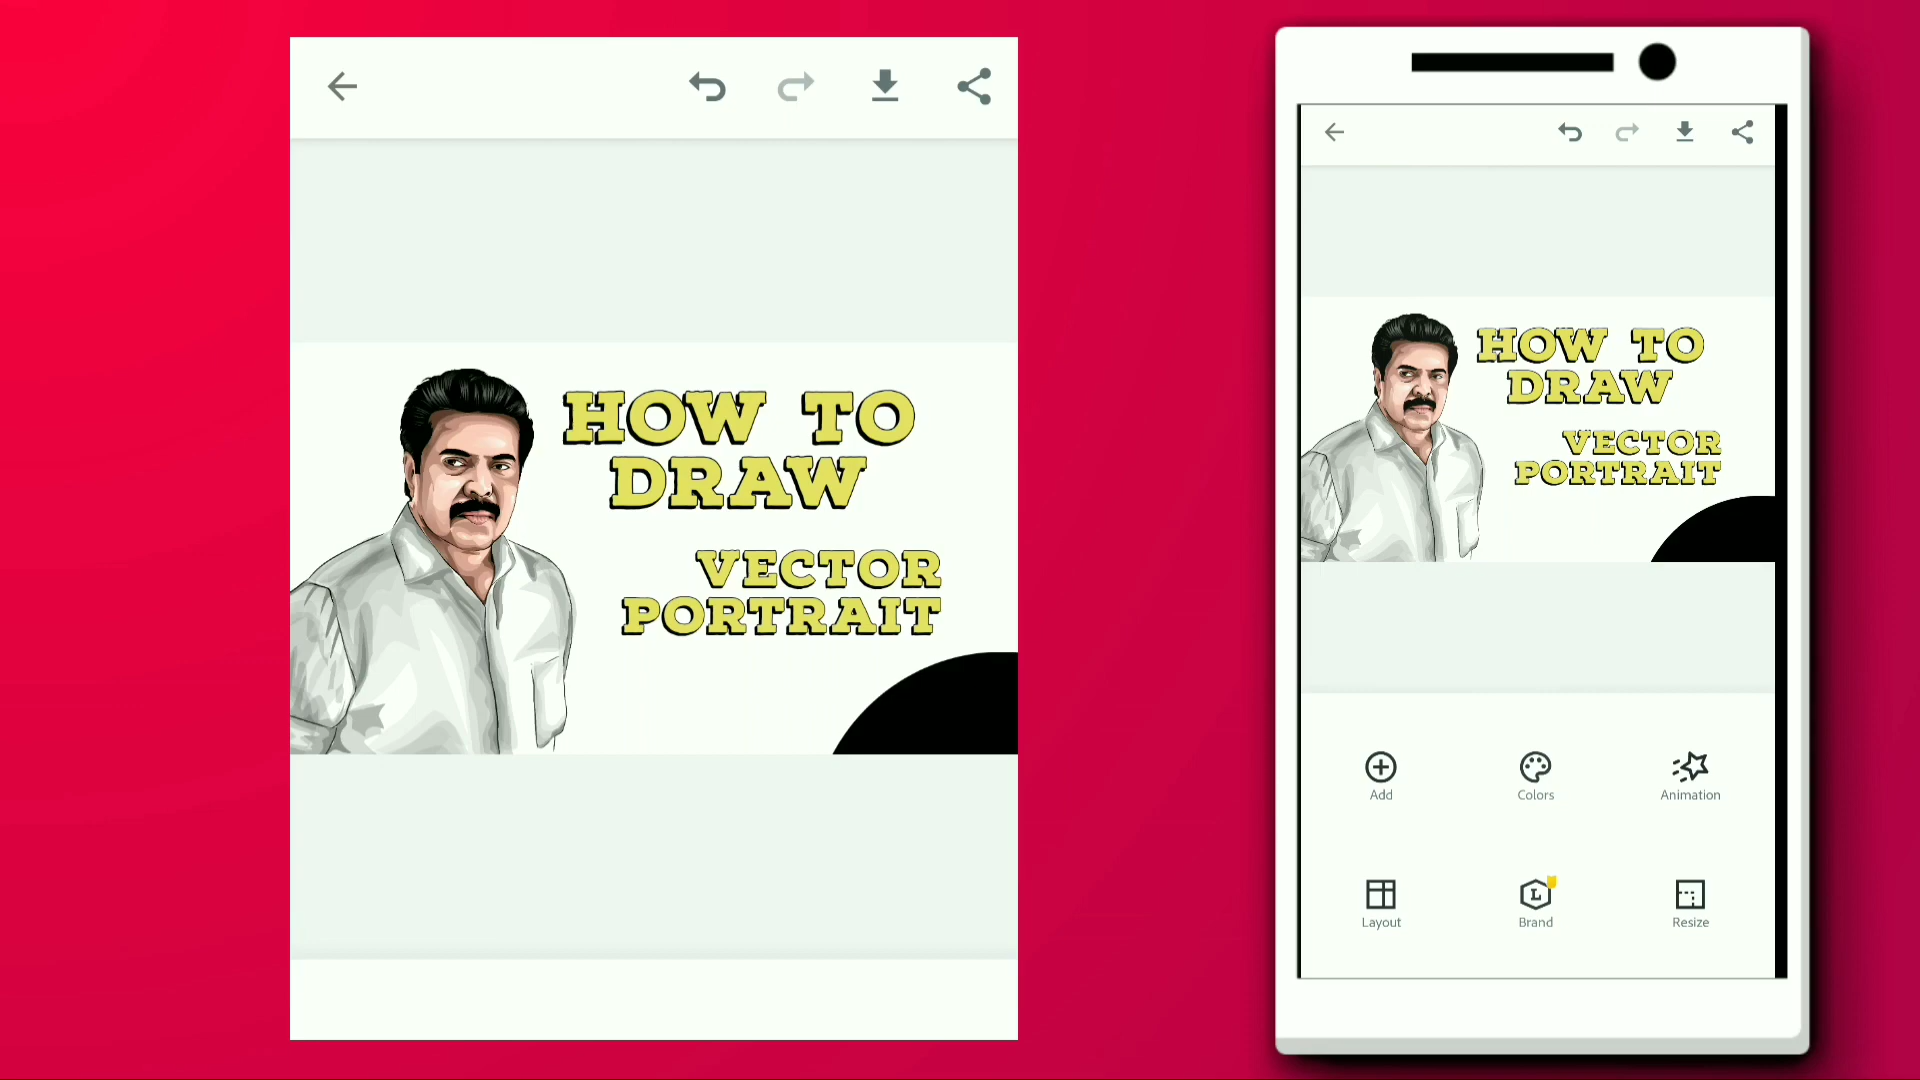 HOW TO
DRAW
VECTOR
PORTRAIT
HOW TO
DRAW
VECTOR
PORTRAIT
Add
Colors
Animation
Layout
L
Brand
Resize